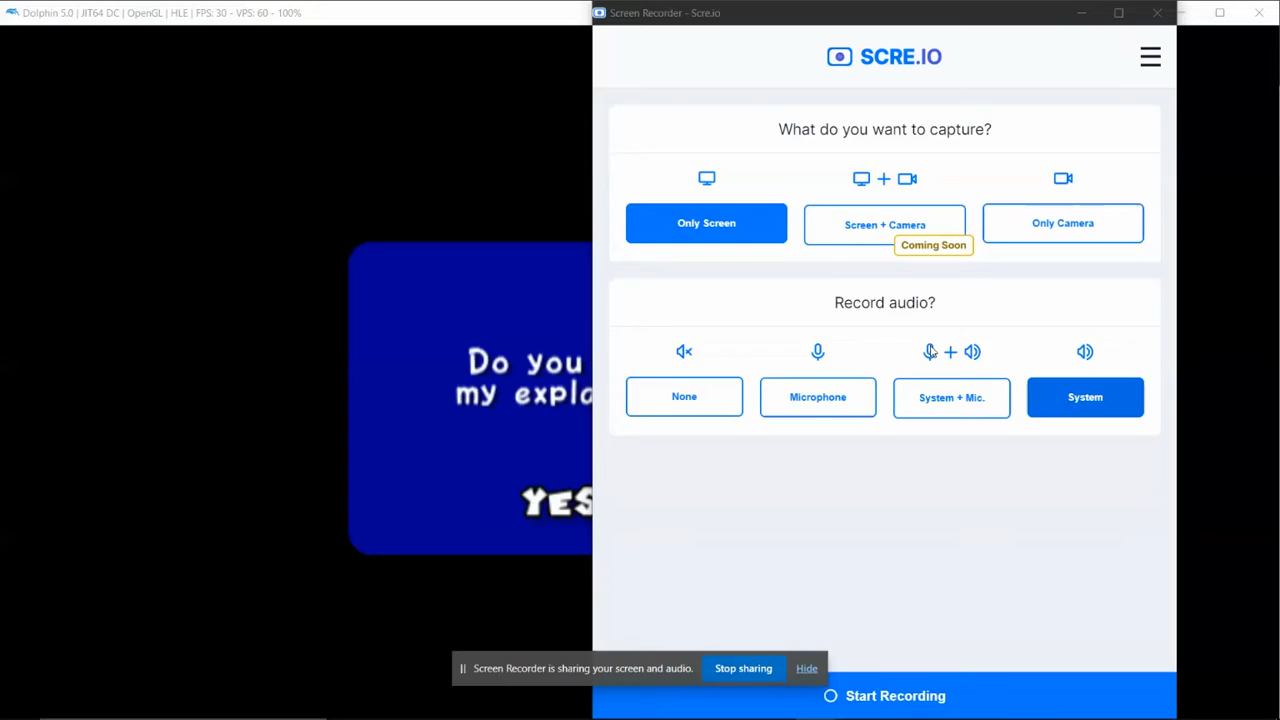 Dolphin 5.0 | JIT64 DC | OpenGL | HLE | FPS: 30 - VPS: 60 - 100%
Screen Recorder - Scre.io
SCRE.IO
What do you want to capture?
Only Screen
Screen + Camera
Only Camera
Coming Soon
Record audio?
None
Microphone
System + Mic.
System
Do you
my expla
YES
Screen Recorder is sharing your screen and audio.
Stop sharing
Hide
Start Recording